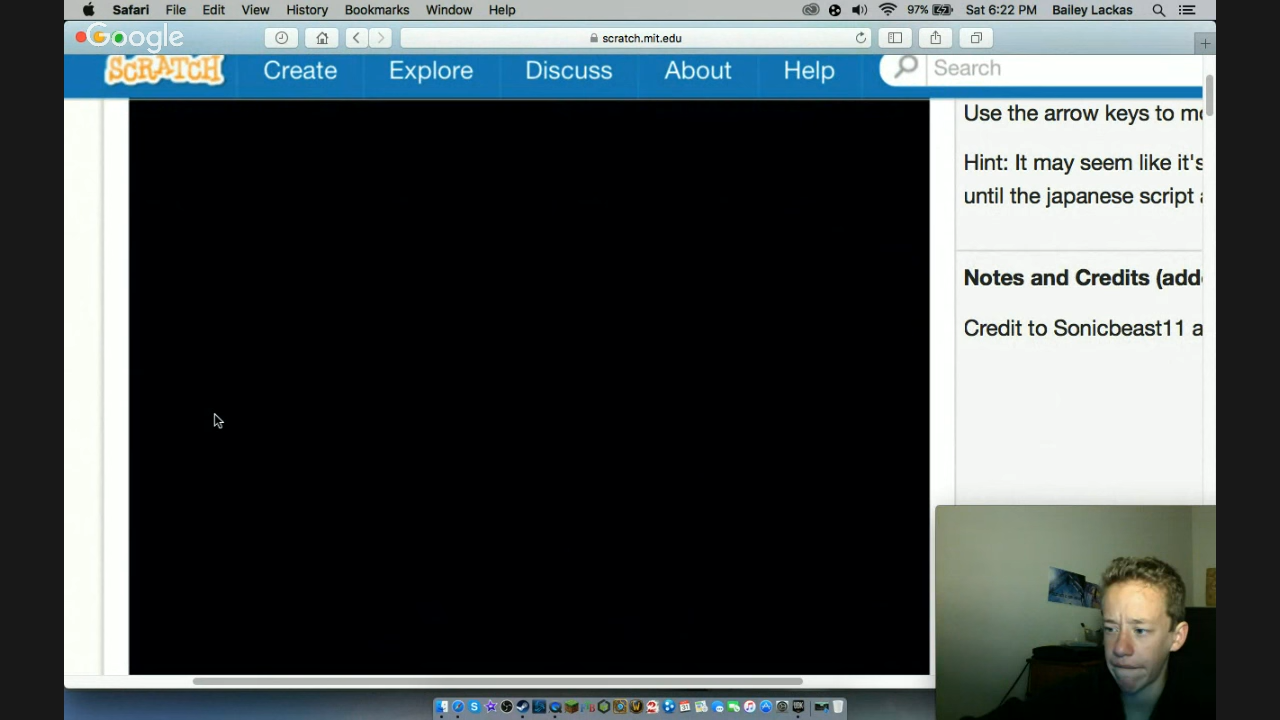 Safari File Edit View History Bookmarks Window Help 97% Sat 6:22 PM Bailey Lackas
Google
scratch.mit.edu
SCRATCH Create Explore Discuss About Help Search
Use the arrow keys to mo
Hint: It may seem like it's
until the japanese script a
Notes and Credits (adde
Credit to Sonicbeast11 a